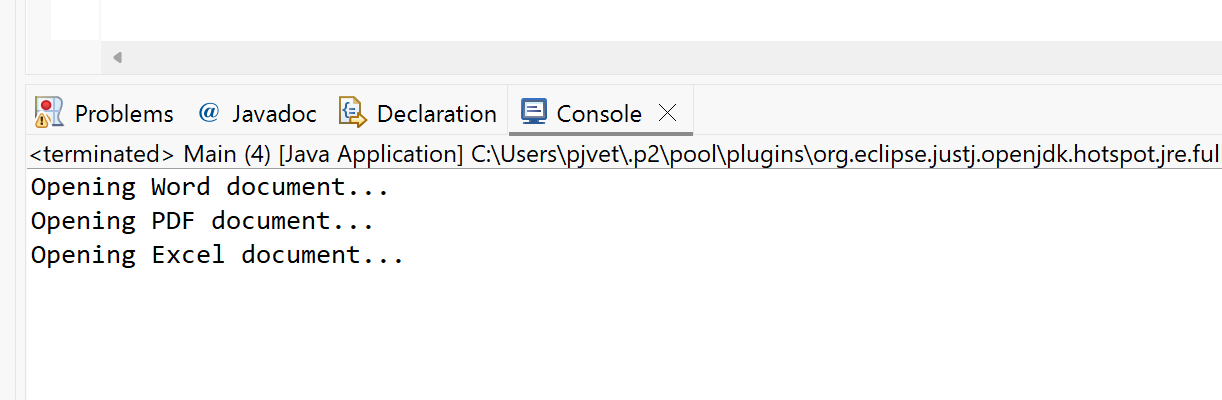 Problems @ Javadoc Declaration Console
<terminated> Main (4) [Java Application] C:\Users\pjvet\.p2\pool\plugins\org.eclipse.justj.openjdk.hotspot.jre.full
Opening Word document...
Opening PDF document...
Opening Excel document...